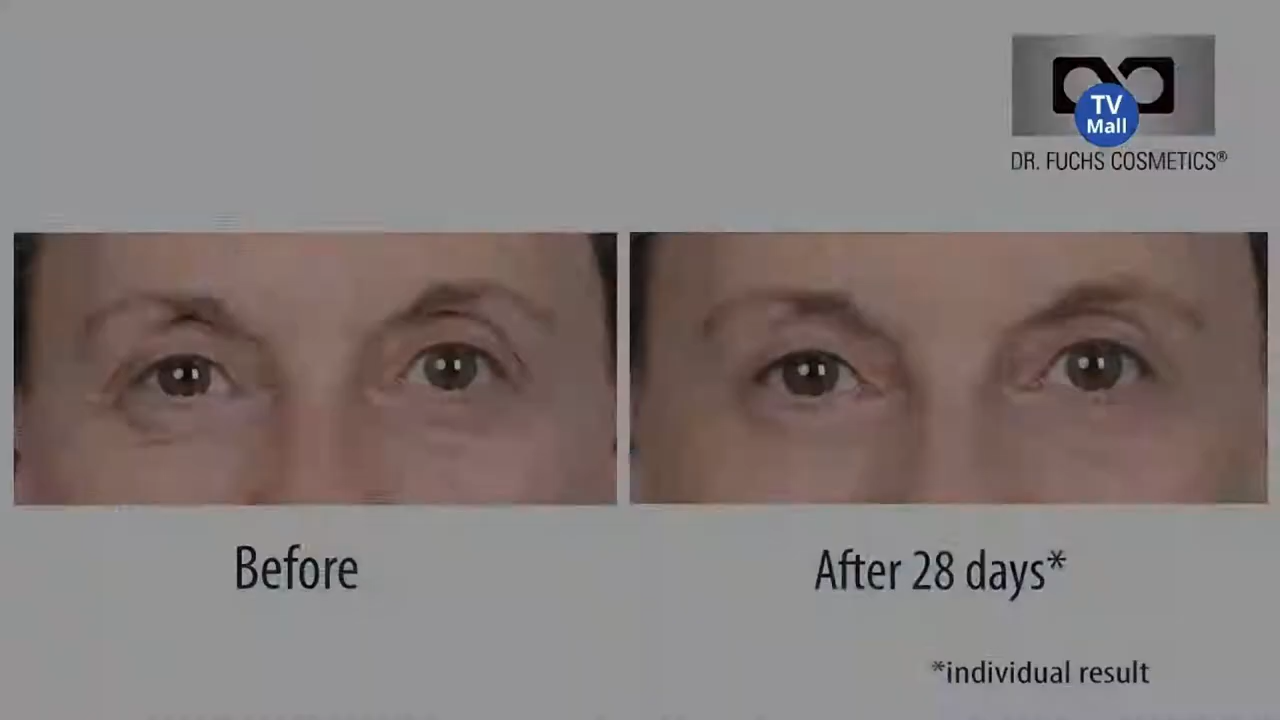 TV
Mall
DR. FUCHS COSMETICS®
Before
After 28 days*
*individual result